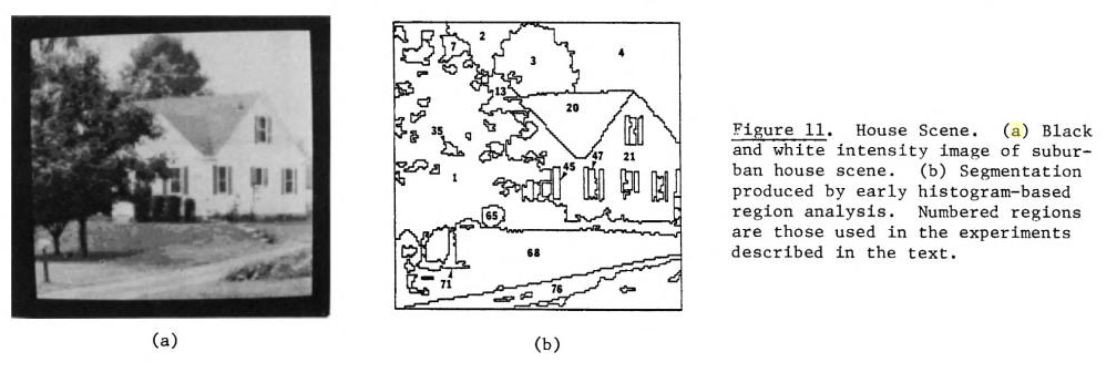 2
7
3
4
13
20
35
45
47
21
1
65
68
71
76
(a)
(b)
Figure 11. House Scene. (a) Black
and white intensity image of subur-
ban house scene. (b) Segmentation
produced by early histogram-based
region analysis. Numbered regions
are those used in the experiments
described in the text.